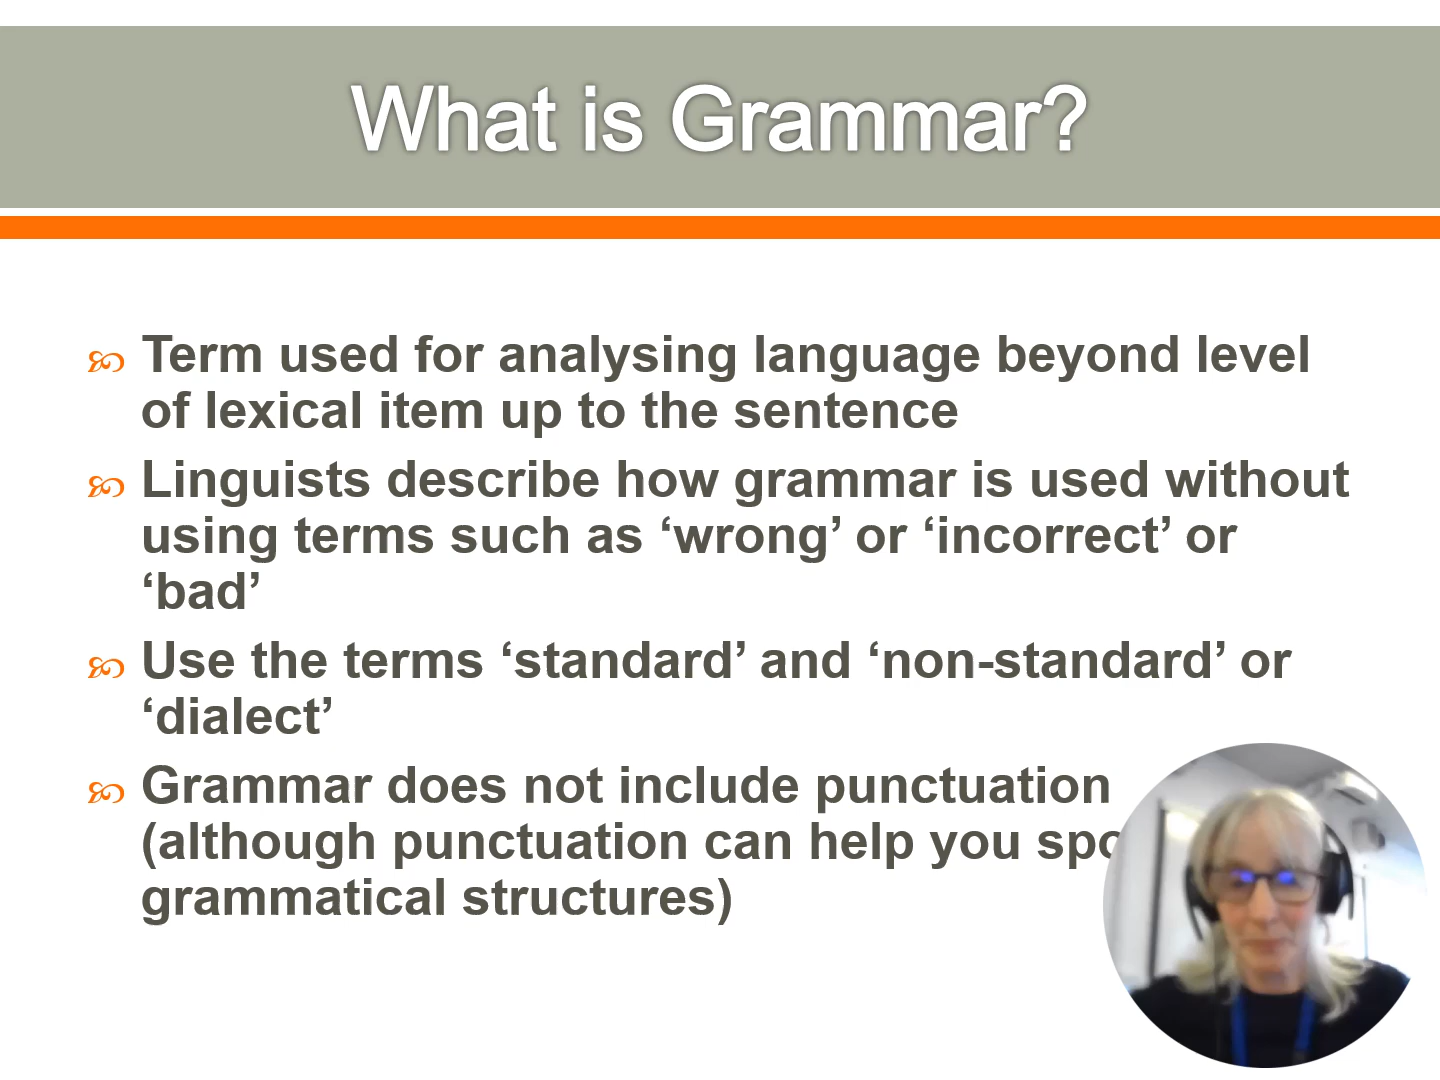 What is Grammar?
Term used for analysing language beyond level
of lexical item up to the sentence
Linguists describe how grammar is used without
using terms such as ‘wrong’ or ‘incorrect’ or
‘bad’
Use the terms ‘standard’ and ‘non-standard’ or
‘dialect’
Grammar does not include punctuation
(although punctuation can help you
grammatical structures)